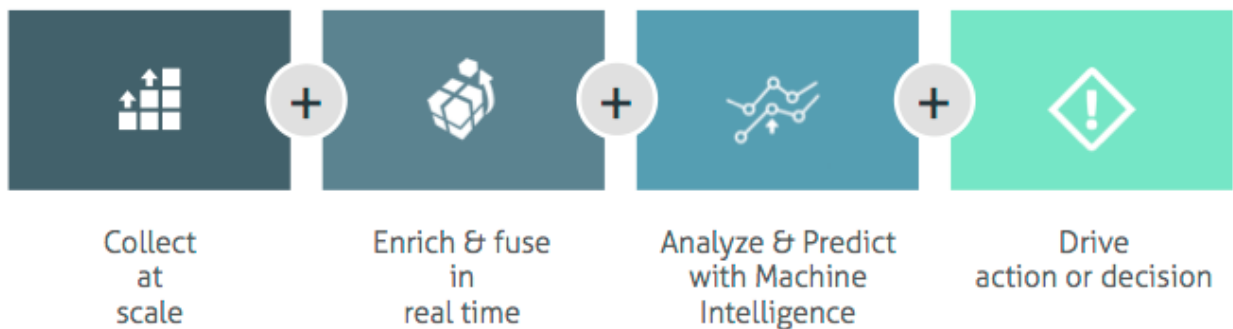 +
+
+
!
Collect
at
scale
Enrich & fuse
in
real time
Analyze & Predict
with Machine
Intelligence
Drive
action or decision